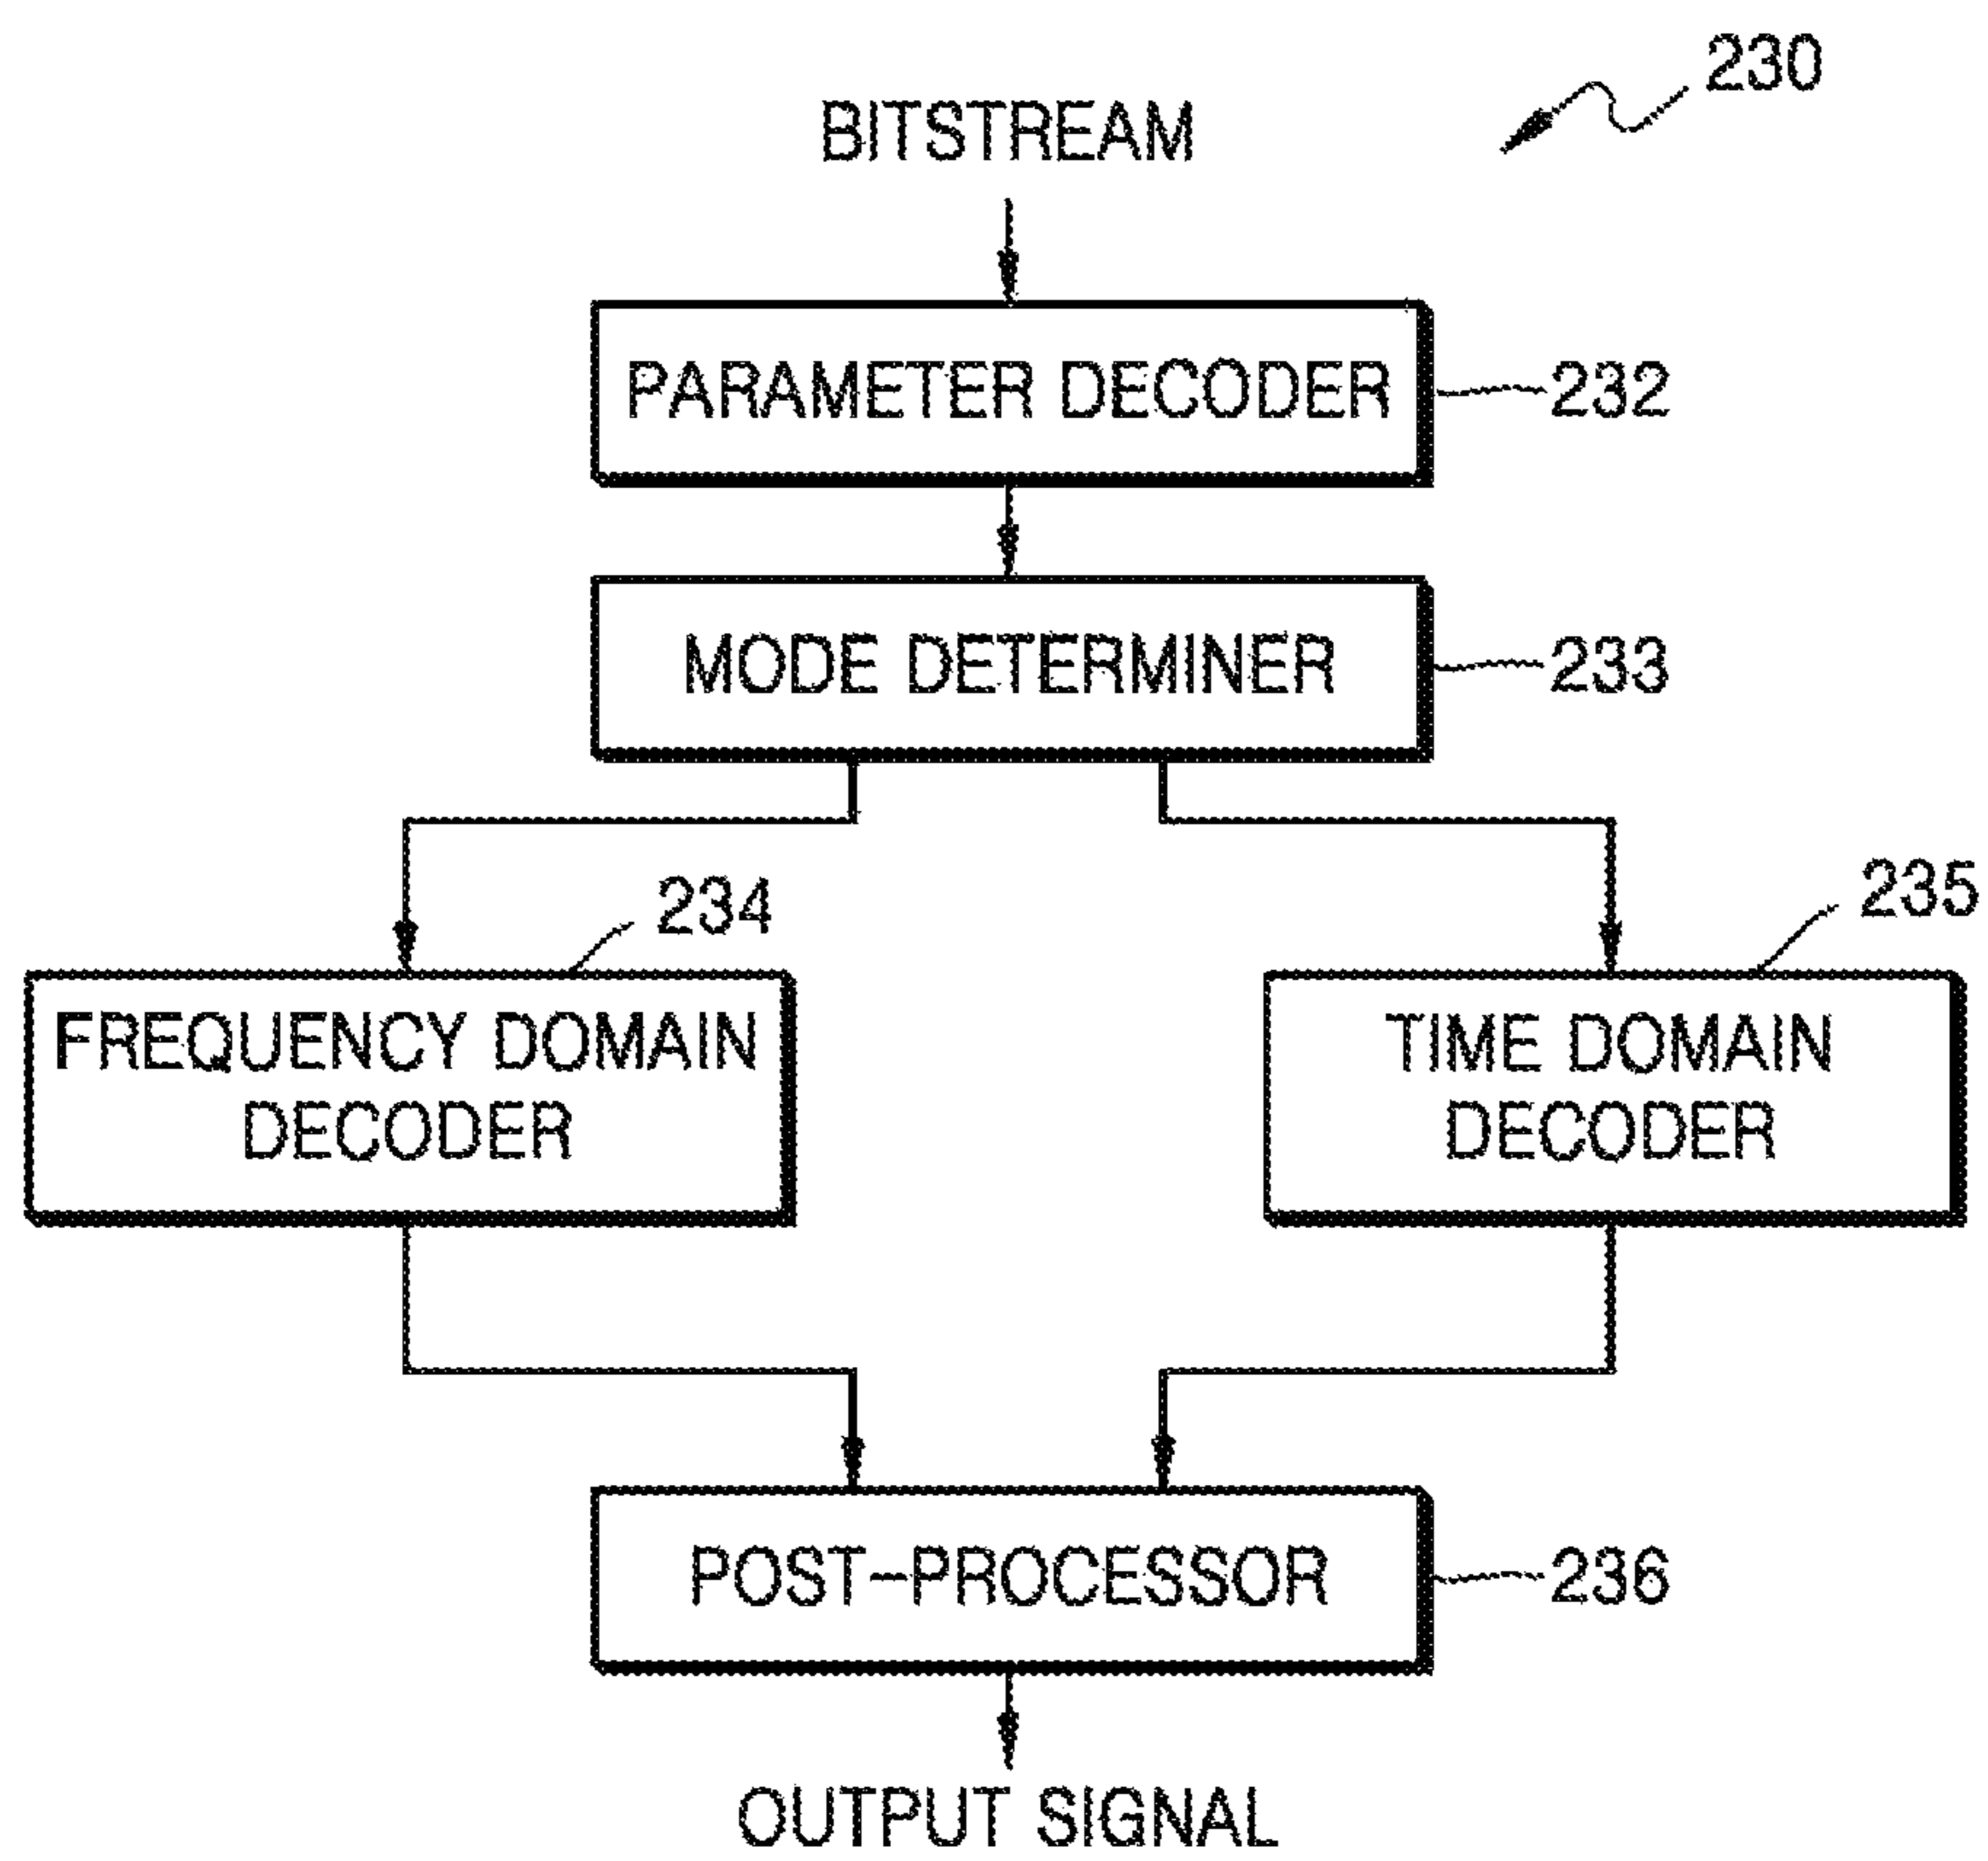 230
BITSTREAM
PARAMETER DECODER
232
MODE DETERMINER
233
234
235
FREQUENCY DOMAIN
DECODER
TIME DOMAIN
DECODER
POST-PROCESSOR
236
OUTPUT SIGNAL